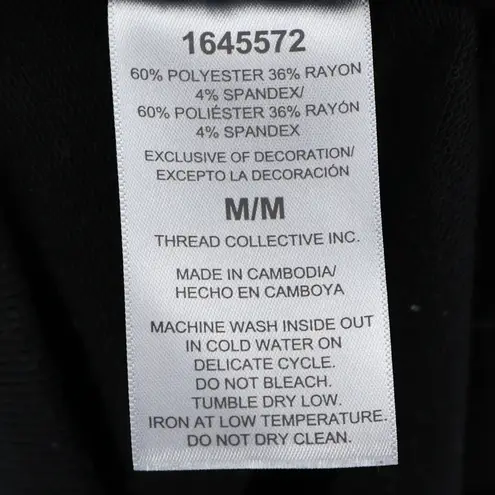 1645572
60% POLYESTER 36% RAYON
4% SPANDEX/
60% POLIÉSTER 36% RAYÓN
4% SPANDEX
EXCLUSIVE OF DECORATION/
EXCEPTO LA DECORACIÓN
M/M
THREAD COLLECTIVE INC.
MADE IN CAMBODIA/
HECHO EN CAMBOYA
MACHINE WASH INSIDE OUT
IN COLD WATER ON
DELICATE CYCLE.
DO NOT BLEACH.
TUMBLE DRY LOW.
IRON AT LOW TEMPERATURE.
DO NOT DRY CLEAN.